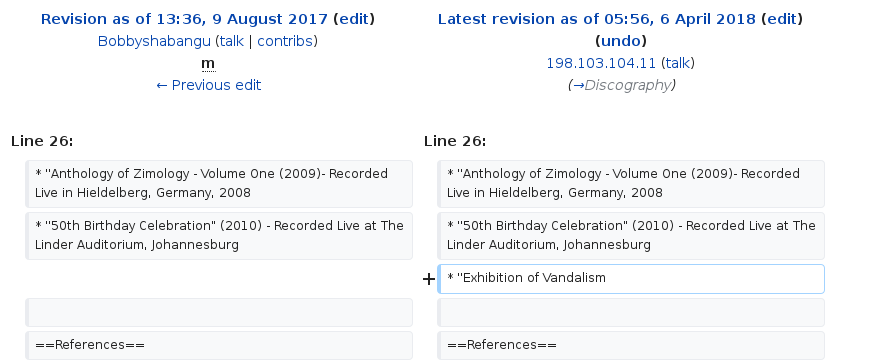 Revision as of 13:36, 9 August 2017 (edit)
Bobbyshabangu (talk | contribs)
m
← Previous edit
Latest revision as of 05:56, 6 April 2018 (edit)
(undo)
198.103.104.11 (talk)
(→Discography)
Line 26:
Line 26:
* "Anthology of Zimology - Volume One (2009)- Recorded
Live in Hieldelberg, Germany, 2008
* "Anthology of Zimology - Volume One (2009)- Recorded
Live in Hieldelberg, Germany, 2008
* "50th Birthday Celebration" (2010) - Recorded Live at The
Linder Auditorium, Johannesburg
* "50th Birthday Celebration" (2010) - Recorded Live at The
Linder Auditorium, Johannesburg
+ * "Exhibition of Vandalism
==References==
==References==